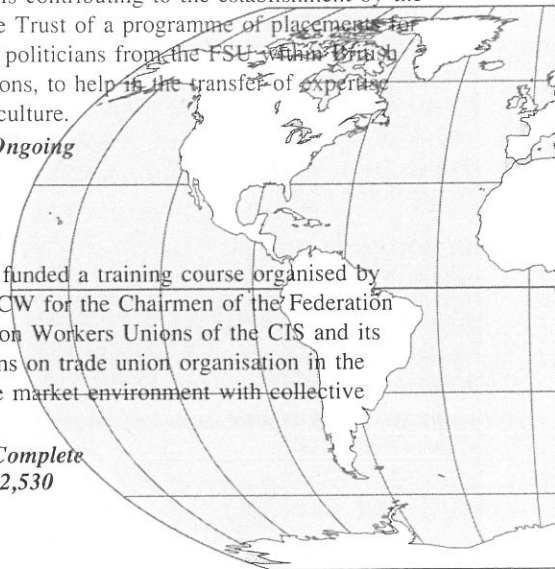 is contributing to the establishment by the
e Trust of a programme of placements for
politicians from the FSU within British
ons, to help in the transfer of expertise
culture.
Ongoing
funded a training course organised by
CW for the Chairmen of the Federation
on Workers Unions of the CIS and its
ns on trade union organisation in the
e market environment with collective
Complete
2,530